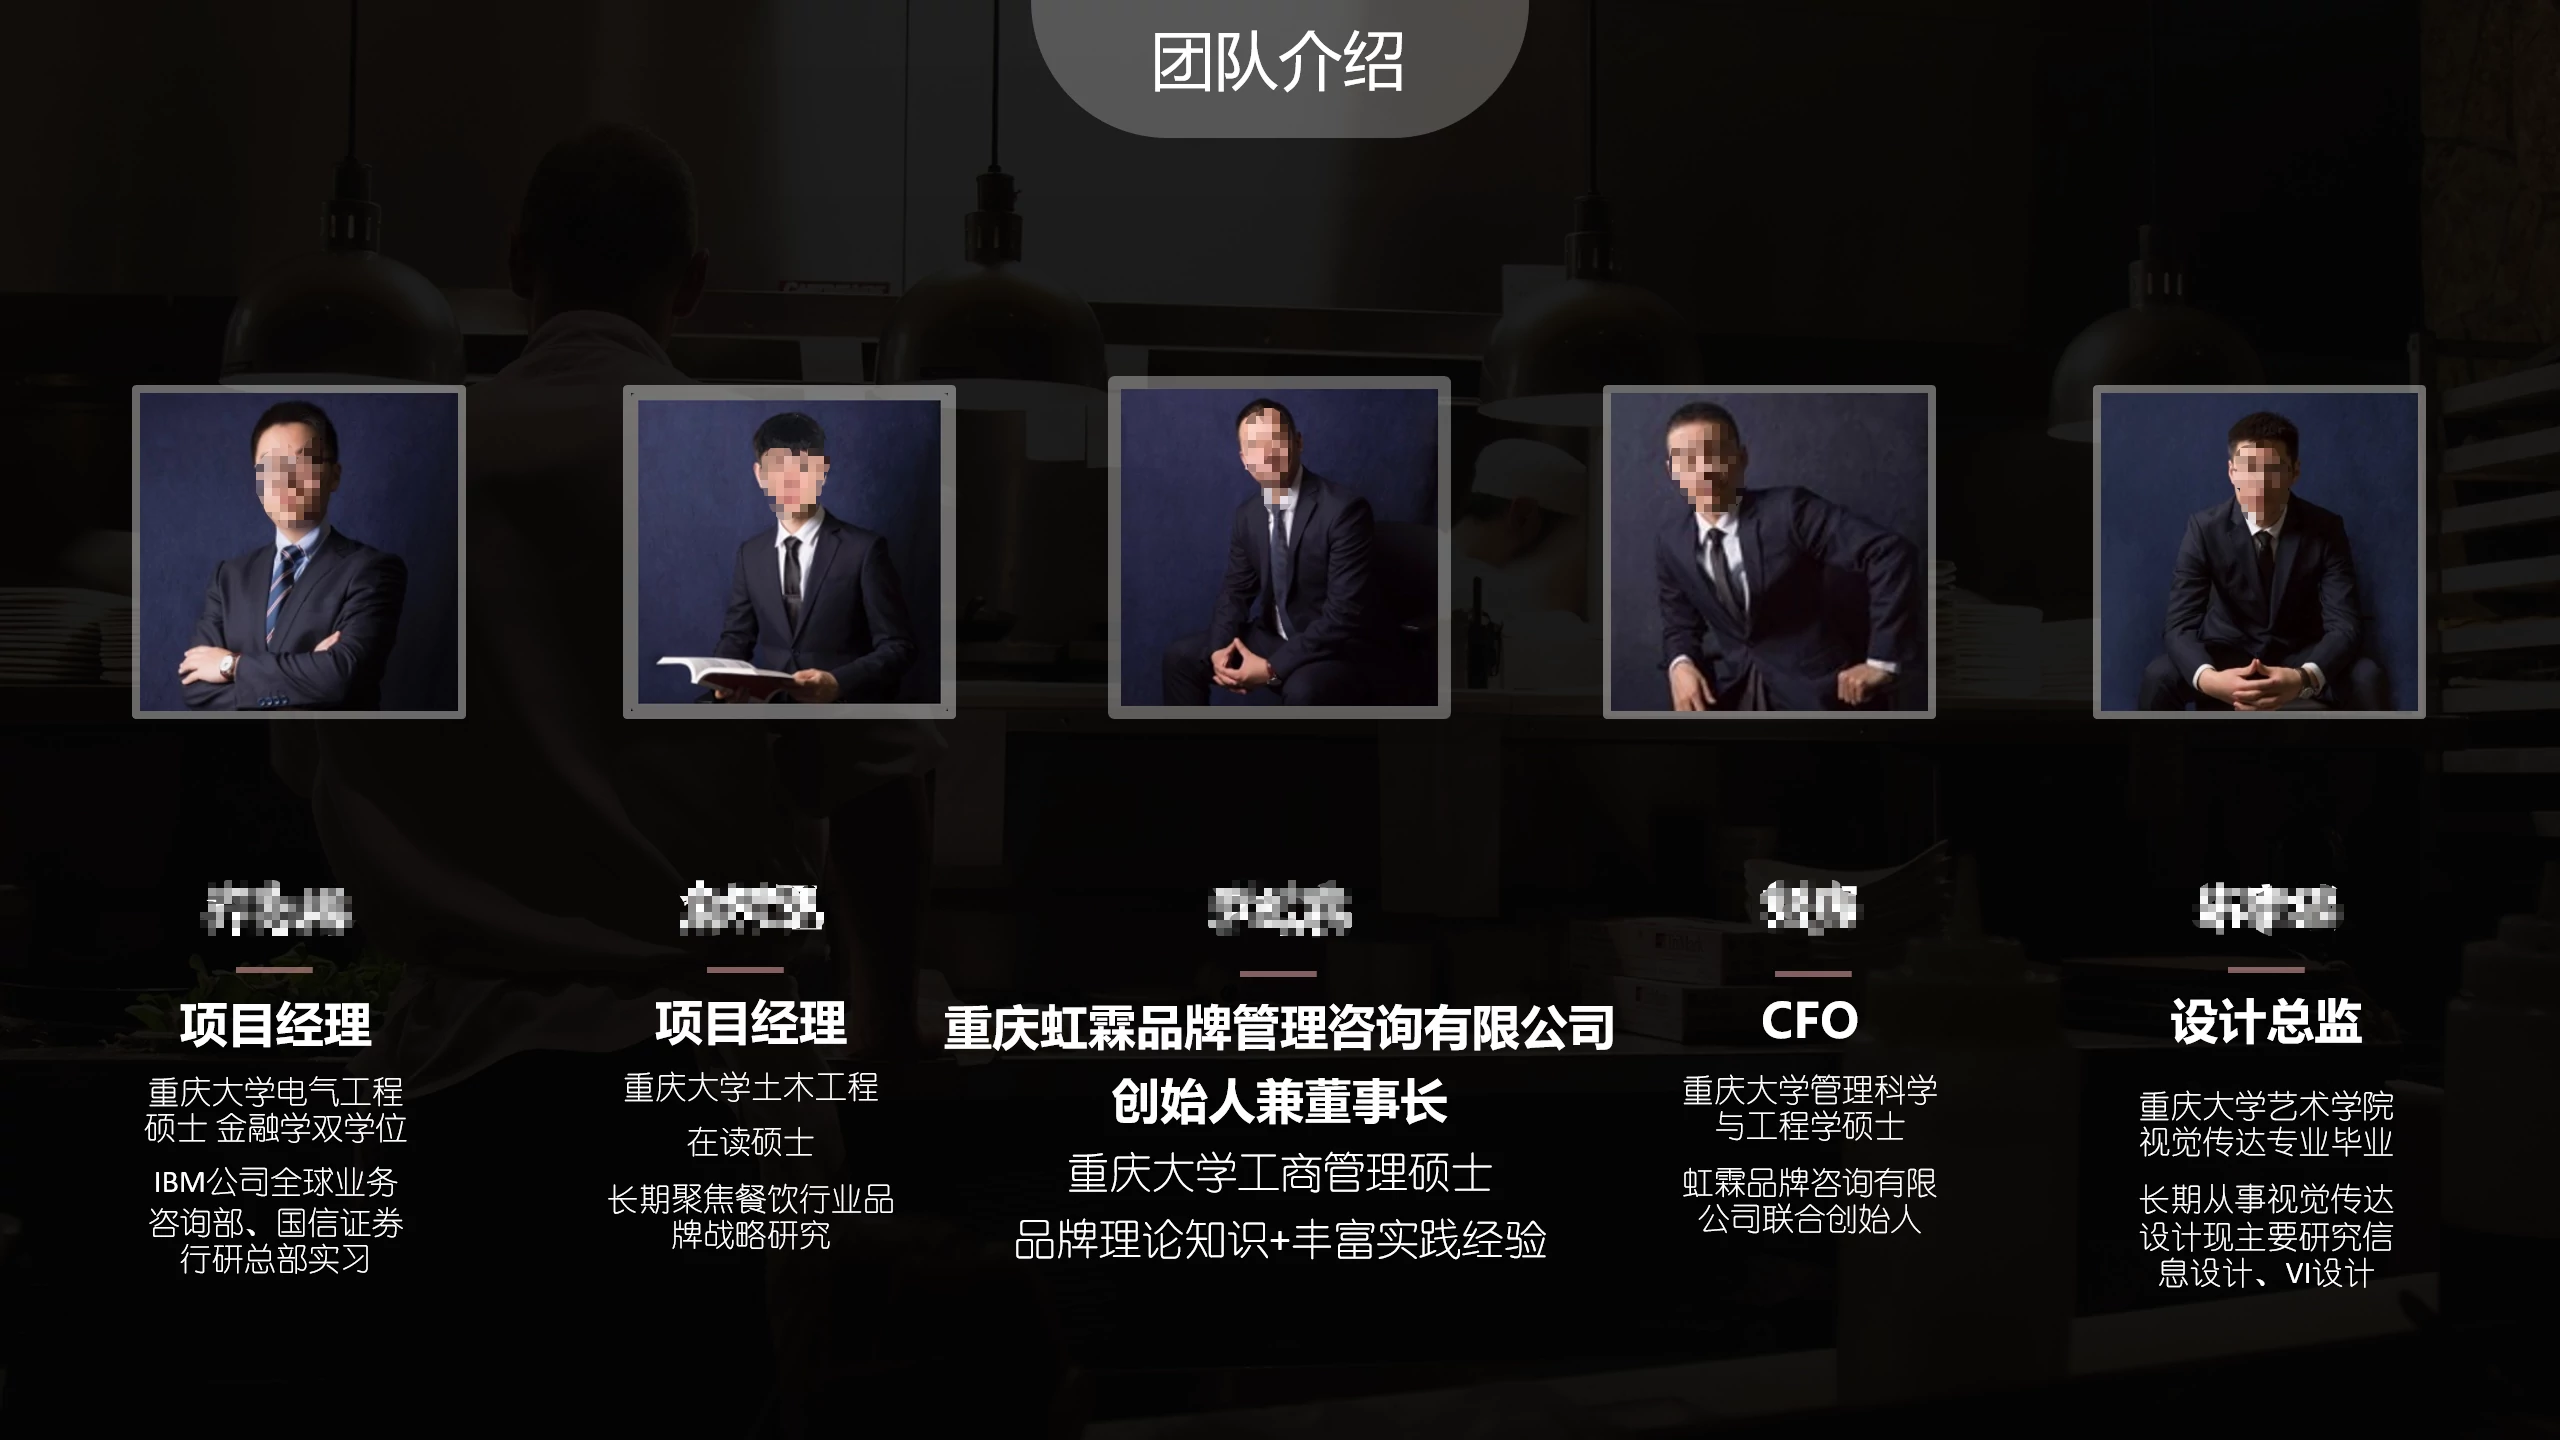 团队介绍
项目经理
重庆大学电气工程
硕士 金融学双学位
IBM公司全球业务
咨询部、国信证券
行研总部实习
项目经理
重庆大学土木工程
在读硕士
长期聚焦餐饮行业品
牌战略研究
重庆虹霖品牌管理咨询有限公司
创始人兼董事长
重庆大学工商管理硕士
品牌理论知识+丰富实践经验
CFO
重庆大学管理科学
与工程学硕士
虹霖品牌咨询有限
公司联合创始人
设计总监
重庆大学艺术学院
视觉传达专业毕业
长期从事视觉传达
设计现主要研究信
息设计、VI设计